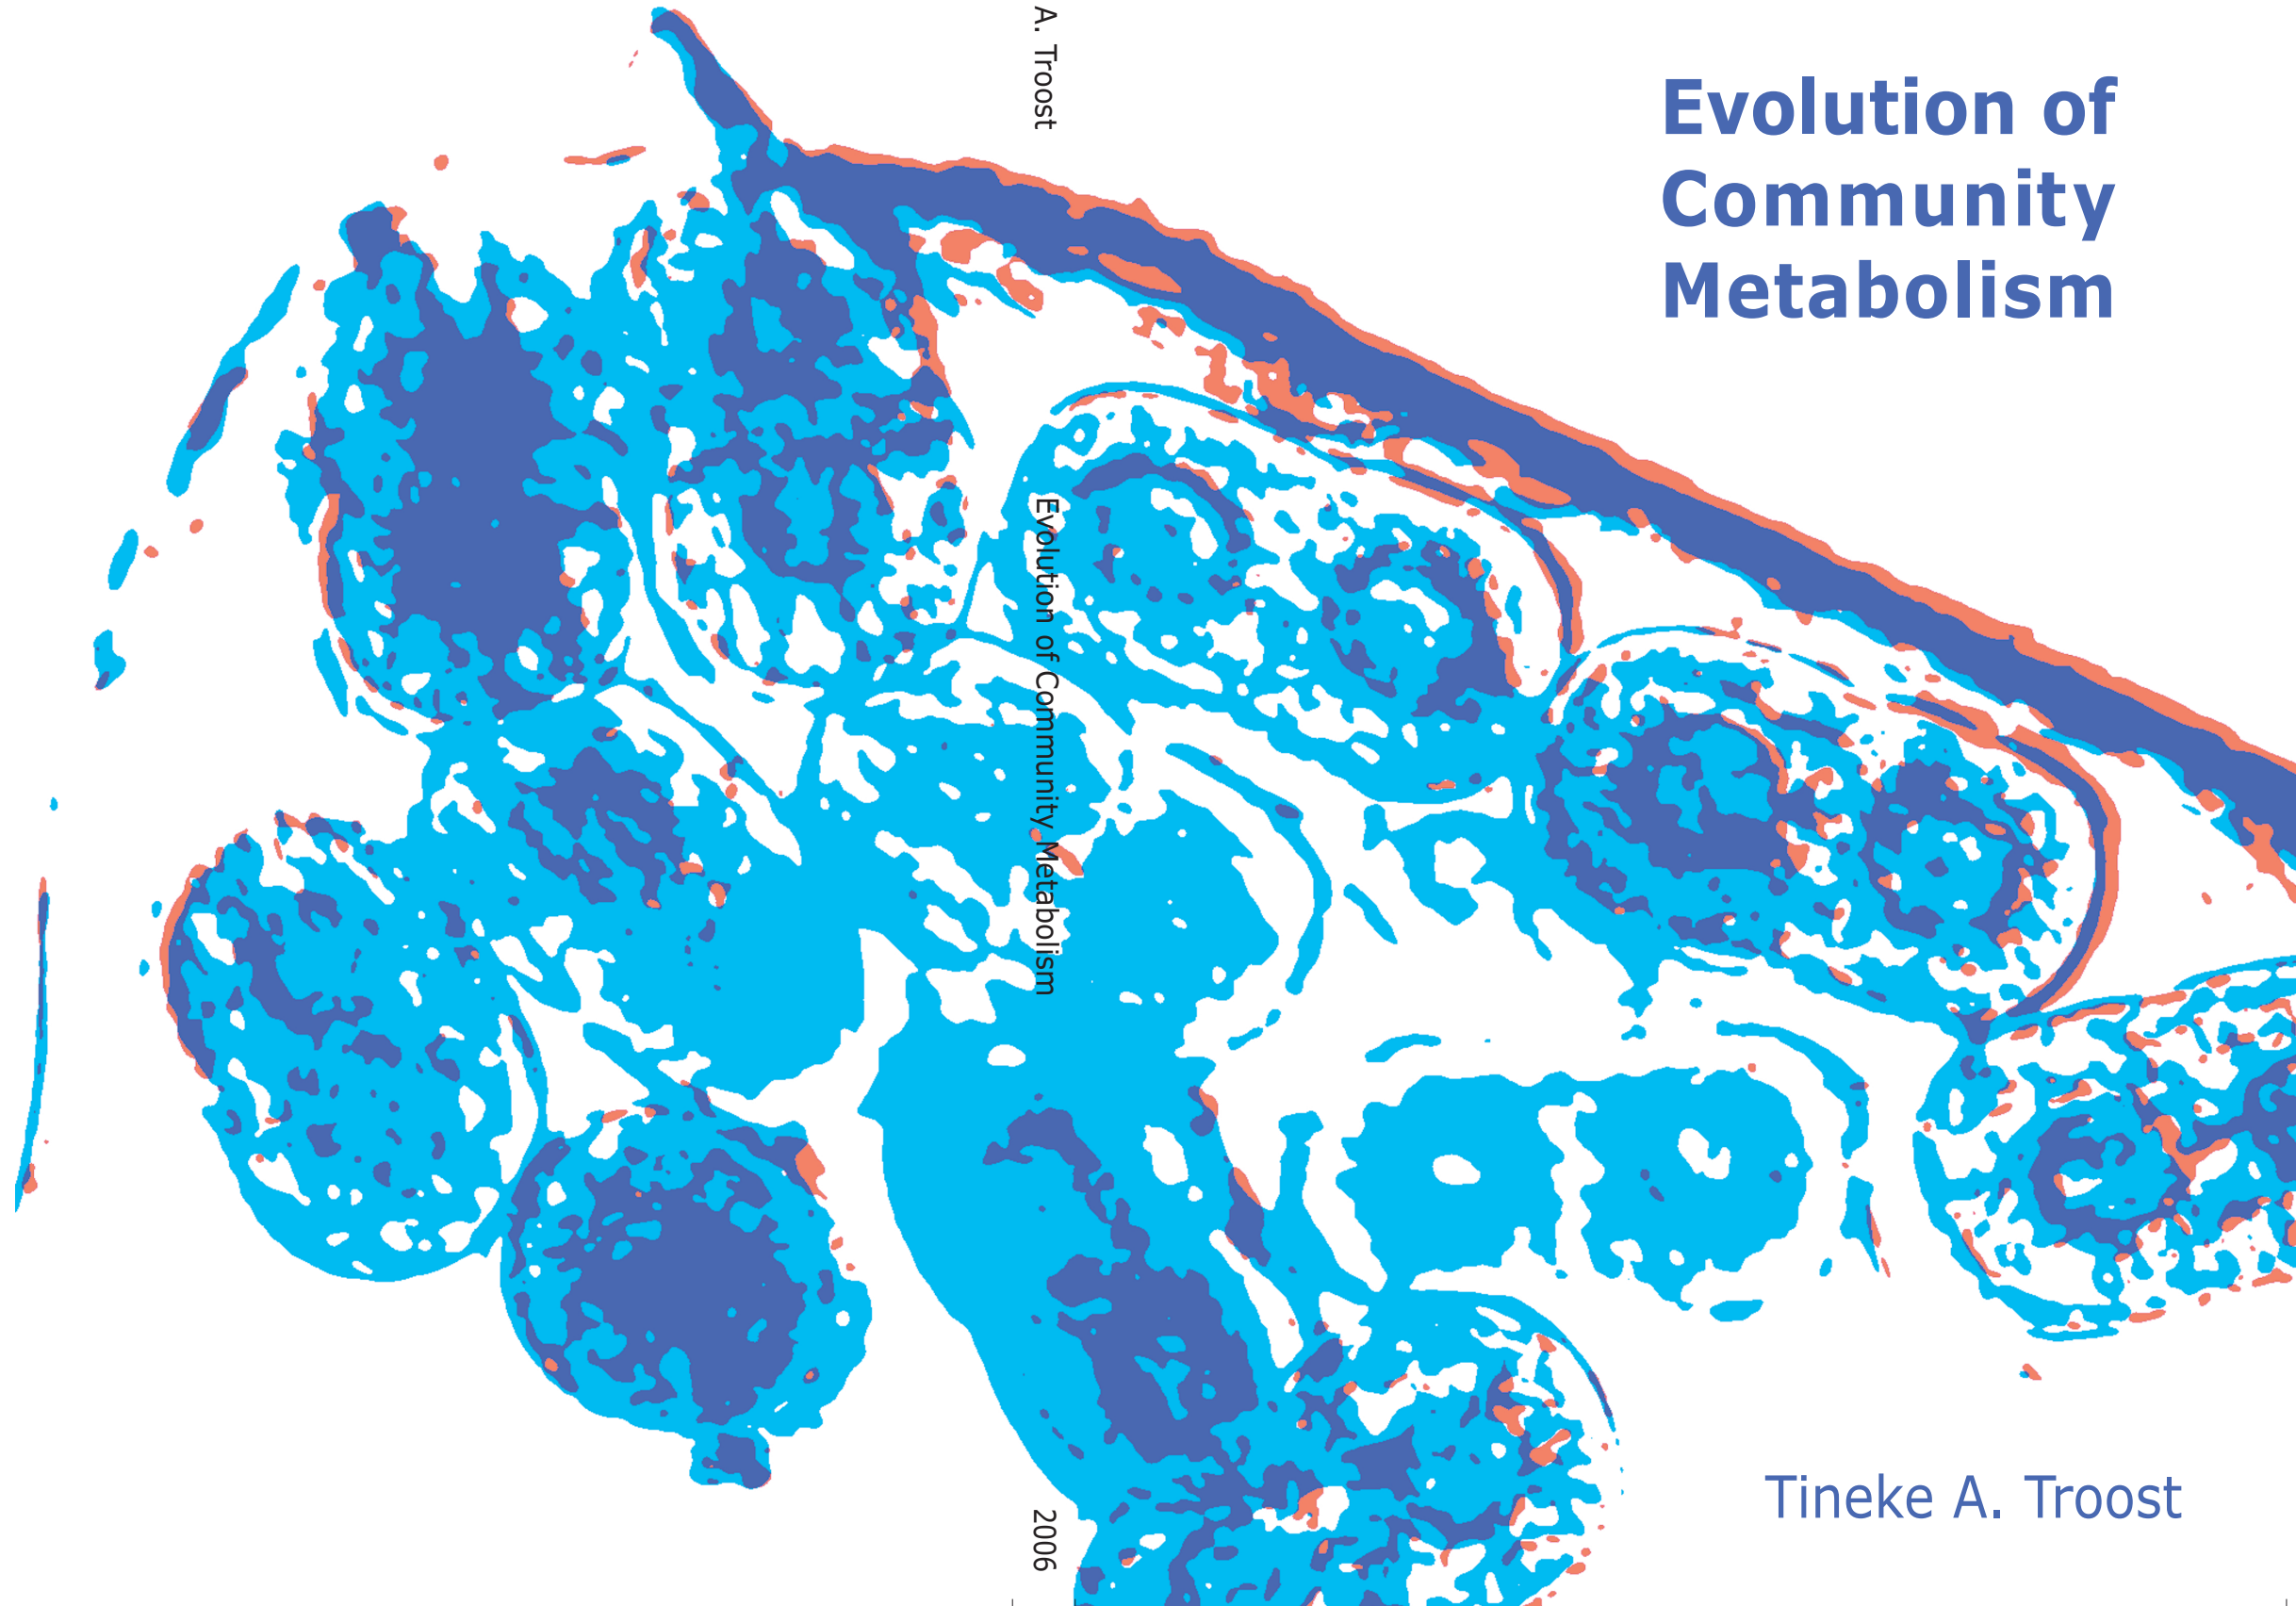 A. Troost
Evolution of Community Metabolism
2006
Evolution of
Community
Metabolism
Tineke A. Troost